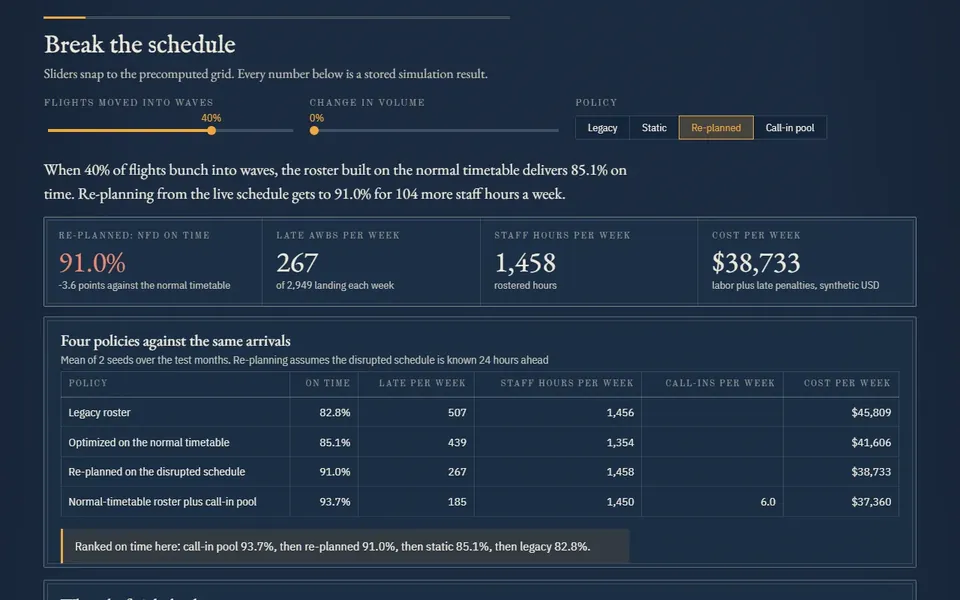 Break the schedule
Sliders snap to the precomputed grid. Every number below is a stored simulation result.
FLIGHTS MOVED INTO WAVES
40%
CHANGE IN VOLUME
0%
POLICY
Legacy Static Re-planned Call-in pool
When 40% of flights bunch into waves, the roster built on the normal timetable delivers 85.1% on
time. Re-planning from the live schedule gets to 91.0% for 104 more staff hours a week.
RE-PLANNED: NFD ON TIME
91.0%
-3.6 points against the normal timetable
LATE AWBS PER WEEK
267
of 2,949 landing each week
STAFF HOURS PER WEEK
1,458
rostered hours
COST PER WEEK
$38,733
labor plus late penalties, synthetic USD
Four policies against the same arrivals
Mean of 2 seeds over the test months. Re-planning assumes the disrupted schedule is known 24 hours ahead
POLICY ON TIME LATE PER WEEK STAFF HOURS PER WEEK CALL-INS PER WEEK COST PER WEEK
Legacy roster 82.8% 507 1,456 $45,809
Optimized on the normal timetable 85.1% 439 1,354 $41,606
Re-planned on the disrupted schedule 91.0% 267 1,458 $38,733
Normal-timetable roster plus call-in pool 93.7% 185 1,450 6.0 $37,360
Ranked on time here: call-in pool 93.7%, then re-planned 91.0%, then static 85.1%, then legacy 82.8%.